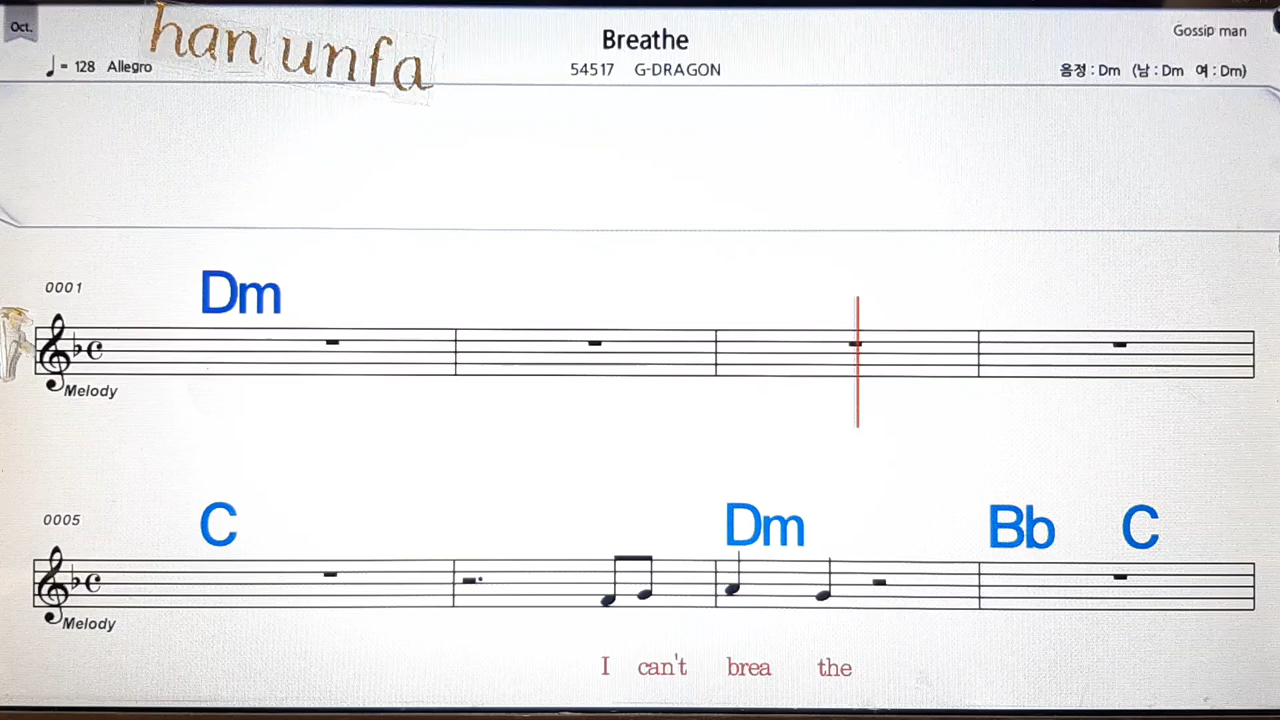 Oct.
han unfa
Breathe
Gossip man
♩= 128 Allegro
54517 G-DRAGON
음정 : Dm (남 : Dm 여 : Dm)
0001
Dm
Melody
0005
C Dm Bb C
Melody
I can't brea the